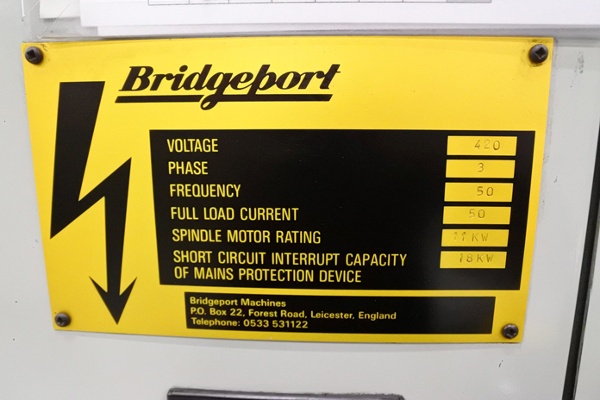 Bridgeport
VOLTAGE 420
PHASE 3
FREQUENCY 50
FULL LOAD CURRENT 50
SPINDLE MOTOR RATING 11KW
SHORT CIRCUIT INTERRUPT CAPACITY 18KW
OF MAINS PROTECTION DEVICE
Bridgeport Machines
P.O. Box 22, Forest Road, Leicester, England
Telephone: 0533 531122